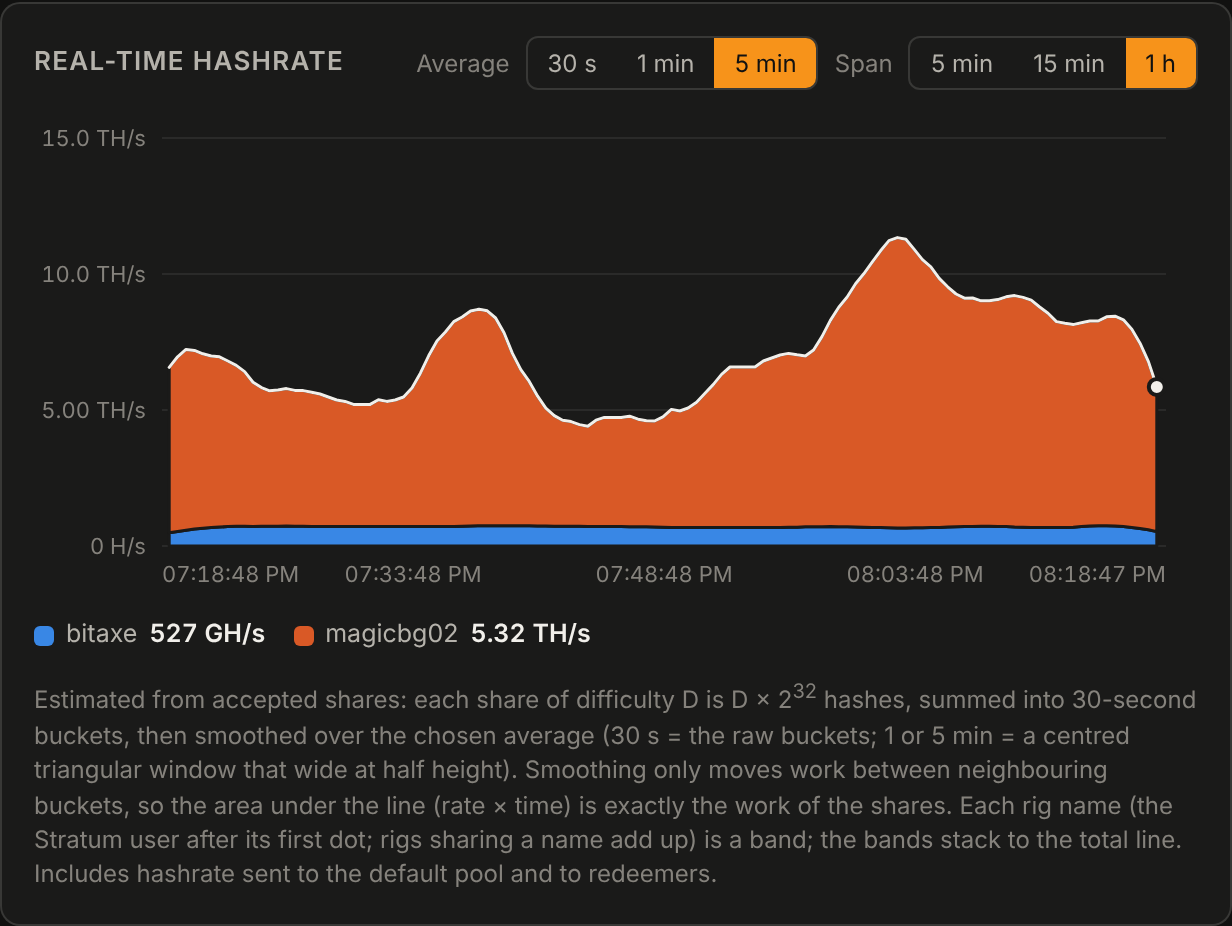 REAL-TIME HASHRATE
Average 30 s 1 min 5 min Span 5 min 15 min 1 h
15.0 TH/s
10.0 TH/s
5.00 TH/s
0 H/s
07:18:48 PM 07:33:48 PM 07:48:48 PM 08:03:48 PM 08:18:47 PM
bitaxe 527 GH/s magicbg02 5.32 TH/s
Estimated from accepted shares: each share of difficulty D is D × 2³² hashes, summed into 30-second
buckets, then smoothed over the chosen average (30 s = the raw buckets; 1 or 5 min = a centred
triangular window that wide at half height). Smoothing only moves work between neighbouring
buckets, so the area under the line (rate × time) is exactly the work of the shares. Each rig name (the
Stratum user after its first dot; rigs sharing a name add up) is a band; the bands stack to the total line.
Includes hashrate sent to the default pool and to redeemers.